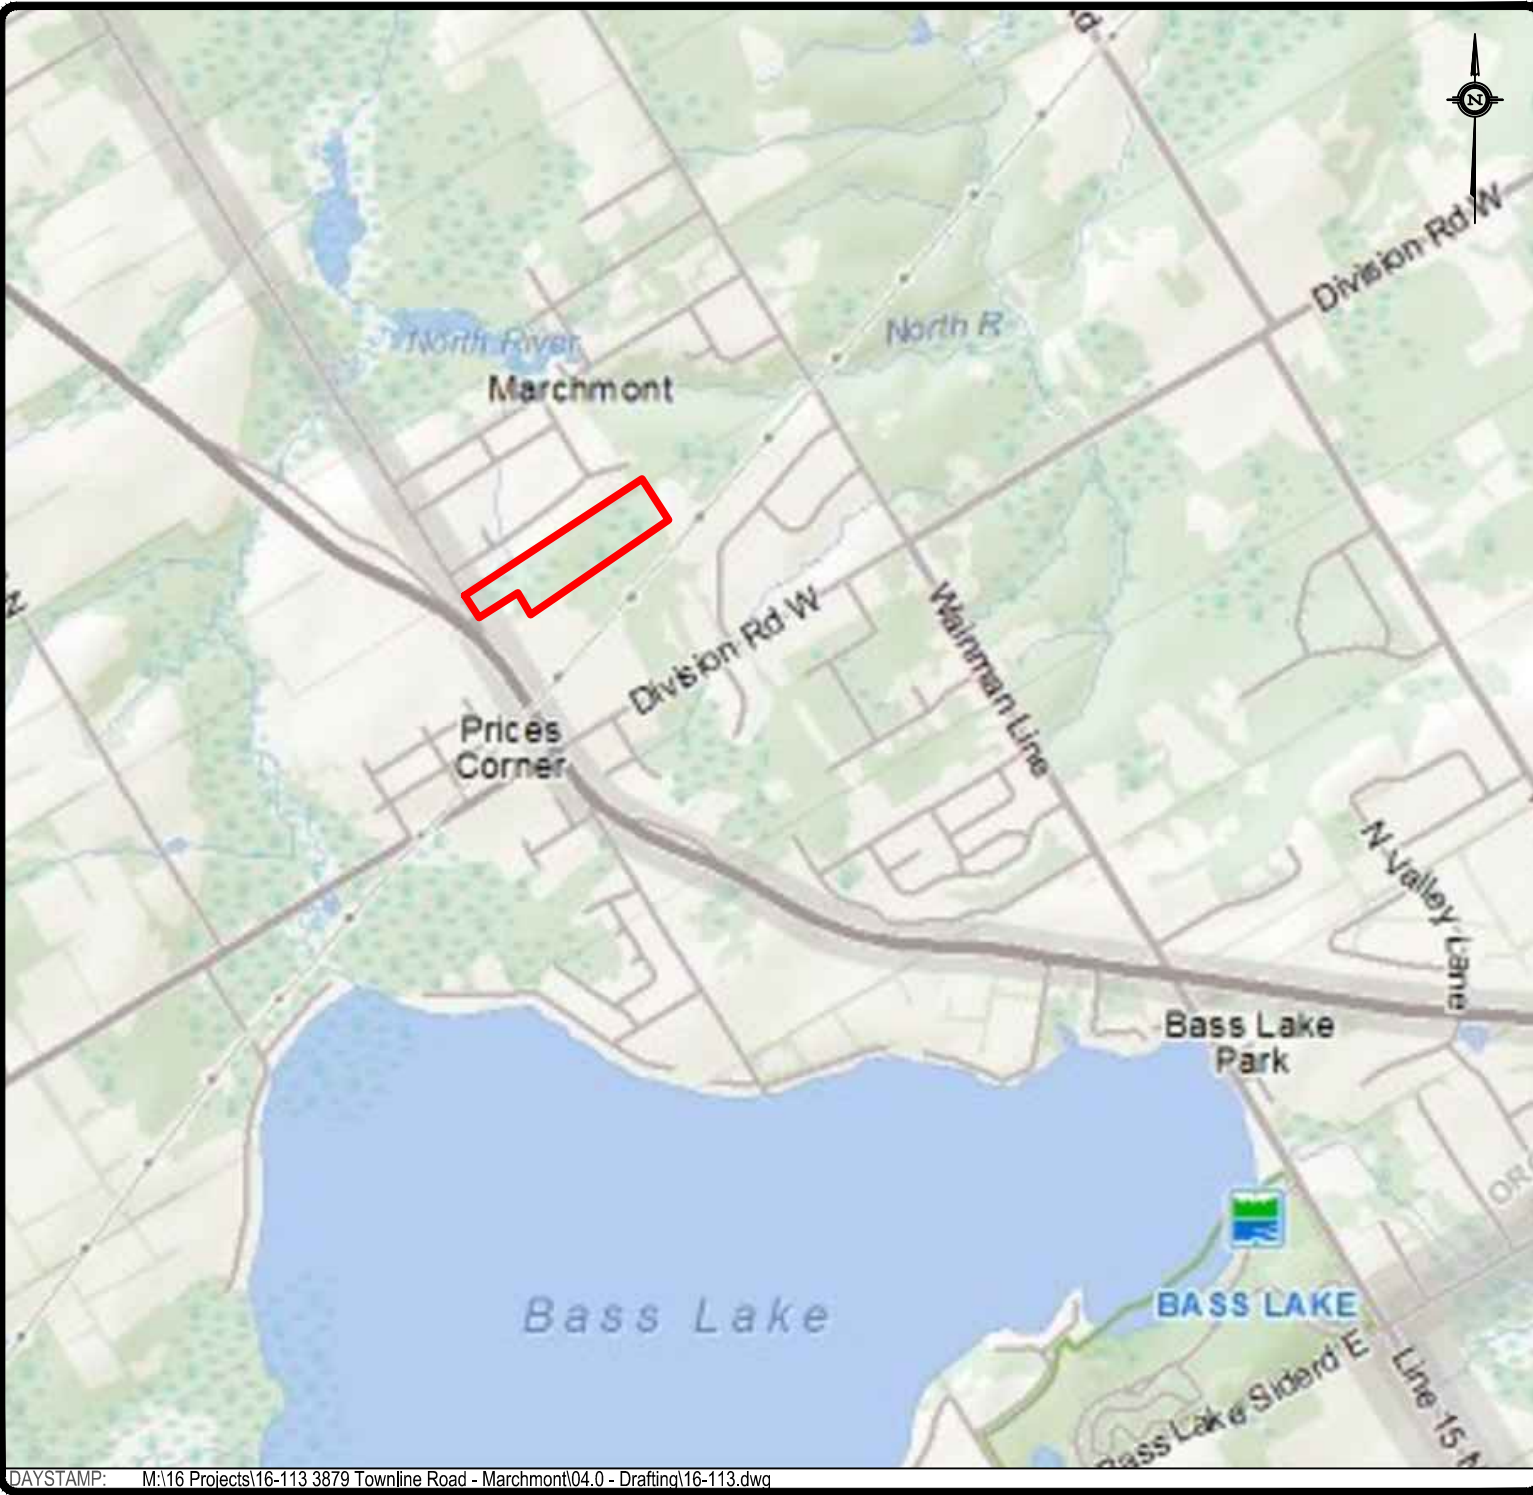 N
Division Rd W
North River
North R
Marchmont
Division Rd W
Wainman Line
Prices
Corner
N Valley Lane
Bass Lake
Park
Bass Lake
BASS LAKE
Bass Lake Siderd E
Line 15 N
DAYSTAMP: M:\16 Projects\16-113 3879 Townline Road - Marchmont\04.0 - Drafting\16-113.dwg